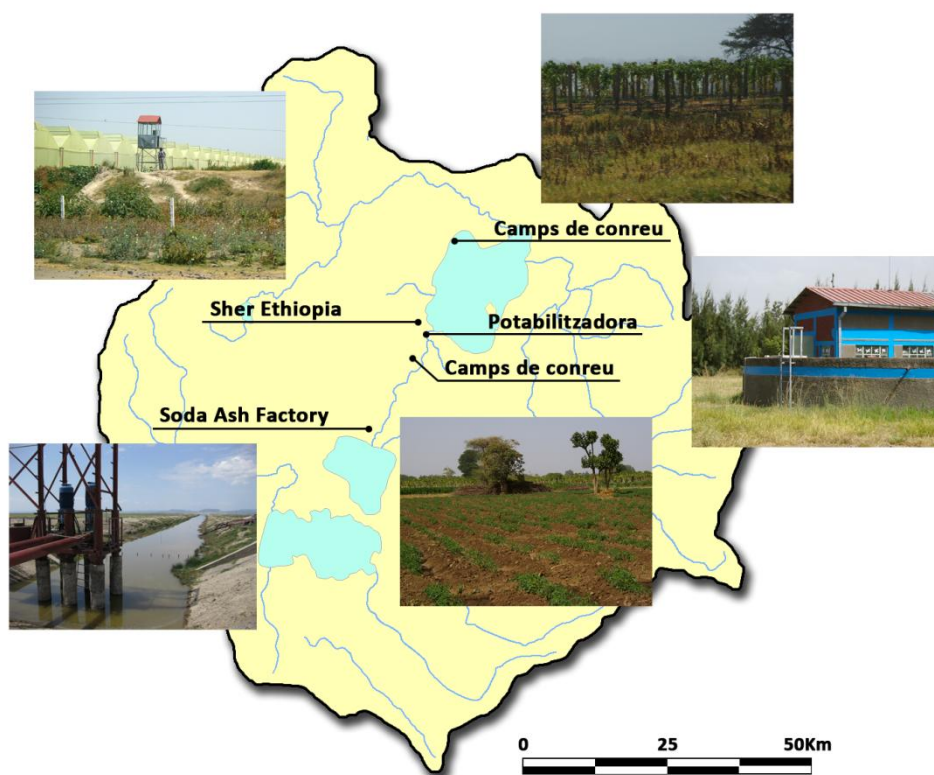 Camps de conreu
Sher Ethiopia
Potabilitzadora
Camps de conreu
Soda Ash Factory
0 25 50Km